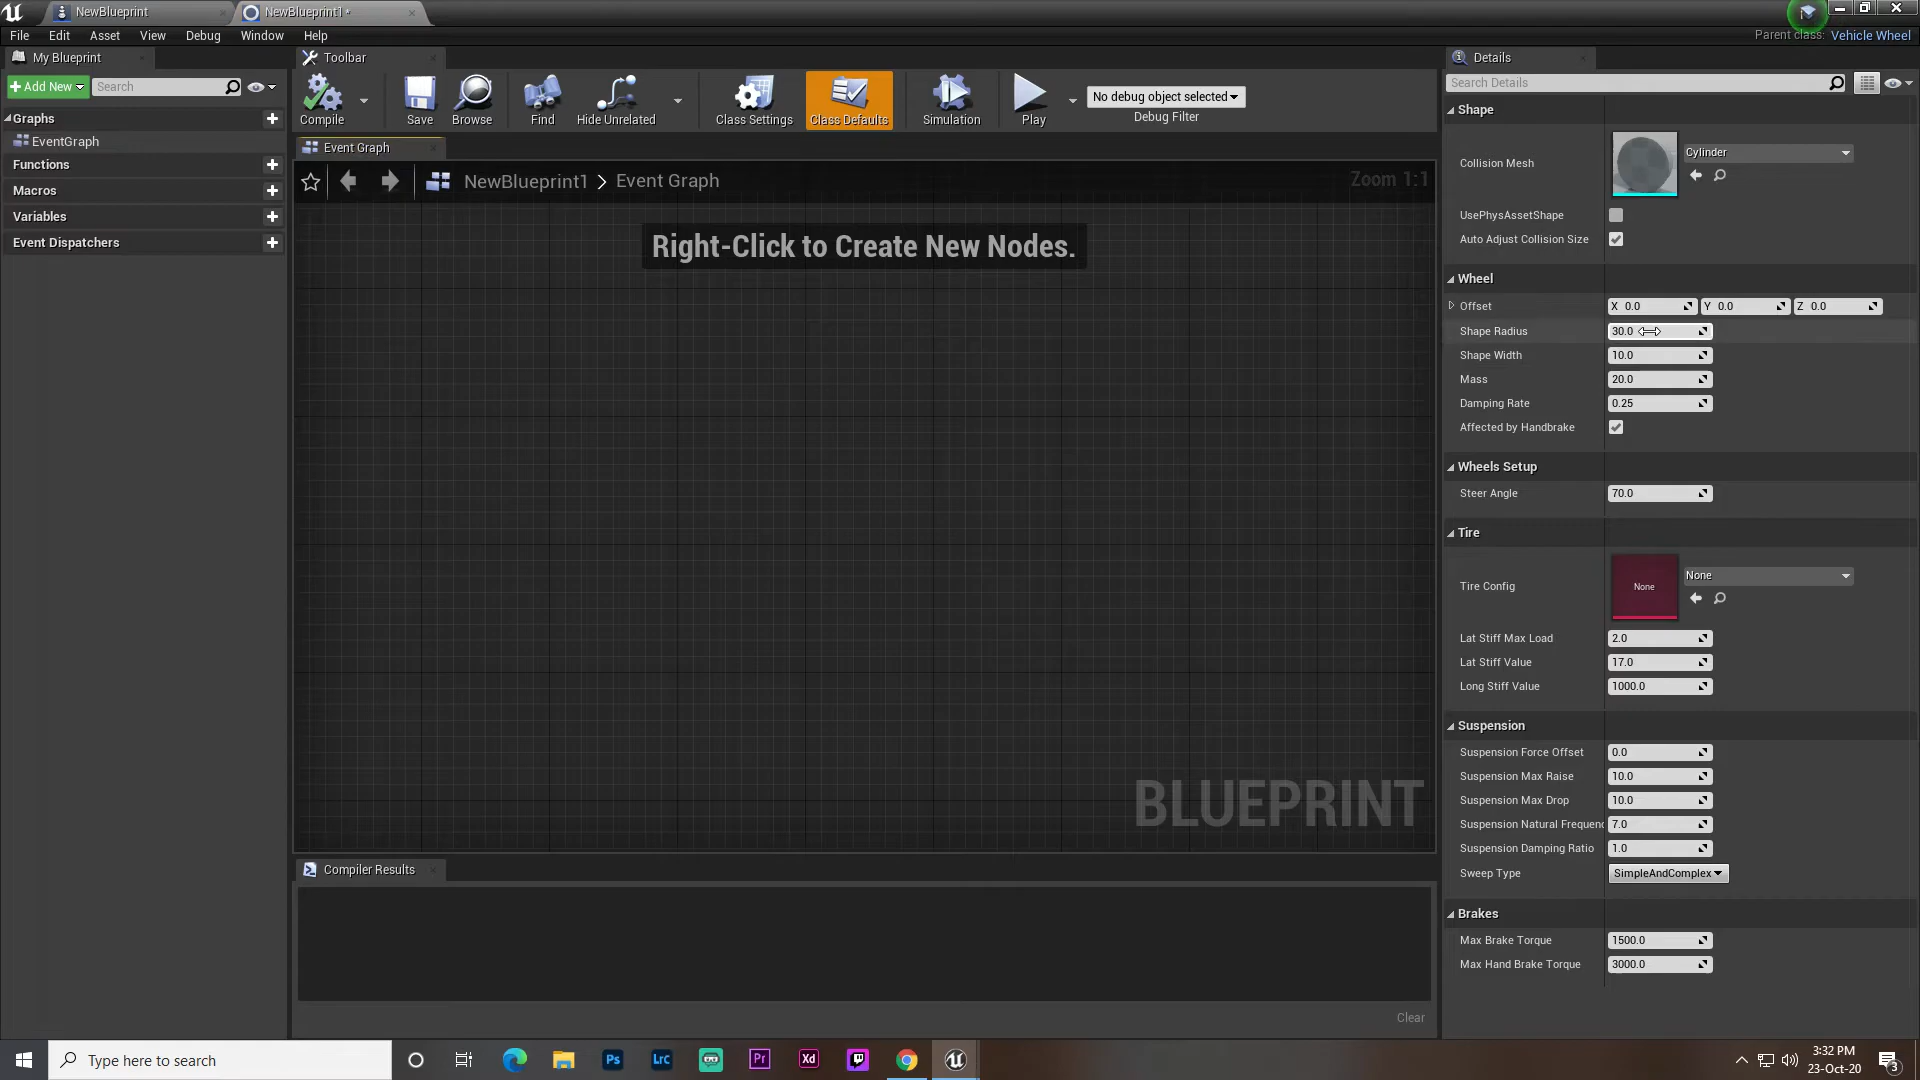 NewBlueprint
NewBlueprint1*
File Edit Asset View Debug Window Help
Parent class: Vehicle Wheel
My Blueprint
Toolbar
Details
Add New
Search
Search Details
Graphs
EventGraph
Functions
Macros
Variables
Event Dispatchers
Compile
Save
Browse
Find
Hide Unrelated
Class Settings
Class Defaults
Simulation
Play
No debug object selected
Debug Filter
Event Graph
NewBlueprint1 > Event Graph
Zoom 1:1
Right-Click to Create New Nodes.
BLUEPRINT
Compiler Results
Clear
Shape
Collision Mesh
Cylinder
UsePhysAssetShape
Auto Adjust Collision Size
Wheel
Offset X 0.0 Y 0.0 Z 0.0
Shape Radius 30.0
Shape Width 10.0
Mass 20.0
Damping Rate 0.25
Affected by Handbrake
Wheels Setup
Steer Angle 70.0
Tire
Tire Config
None
None
Lat Stiff Max Load 2.0
Lat Stiff Value 17.0
Long Stiff Value 1000.0
Suspension
Suspension Force Offset 0.0
Suspension Max Raise 10.0
Suspension Max Drop 10.0
Suspension Natural Frequenc 7.0
Suspension Damping Ratio 1.0
Sweep Type SimpleAndComplex
Brakes
Max Brake Torque 1500.0
Max Hand Brake Torque 3000.0
Type here to search
Ps
Lrc
Pr
Xd
3:32 PM
23-Oct-20
3